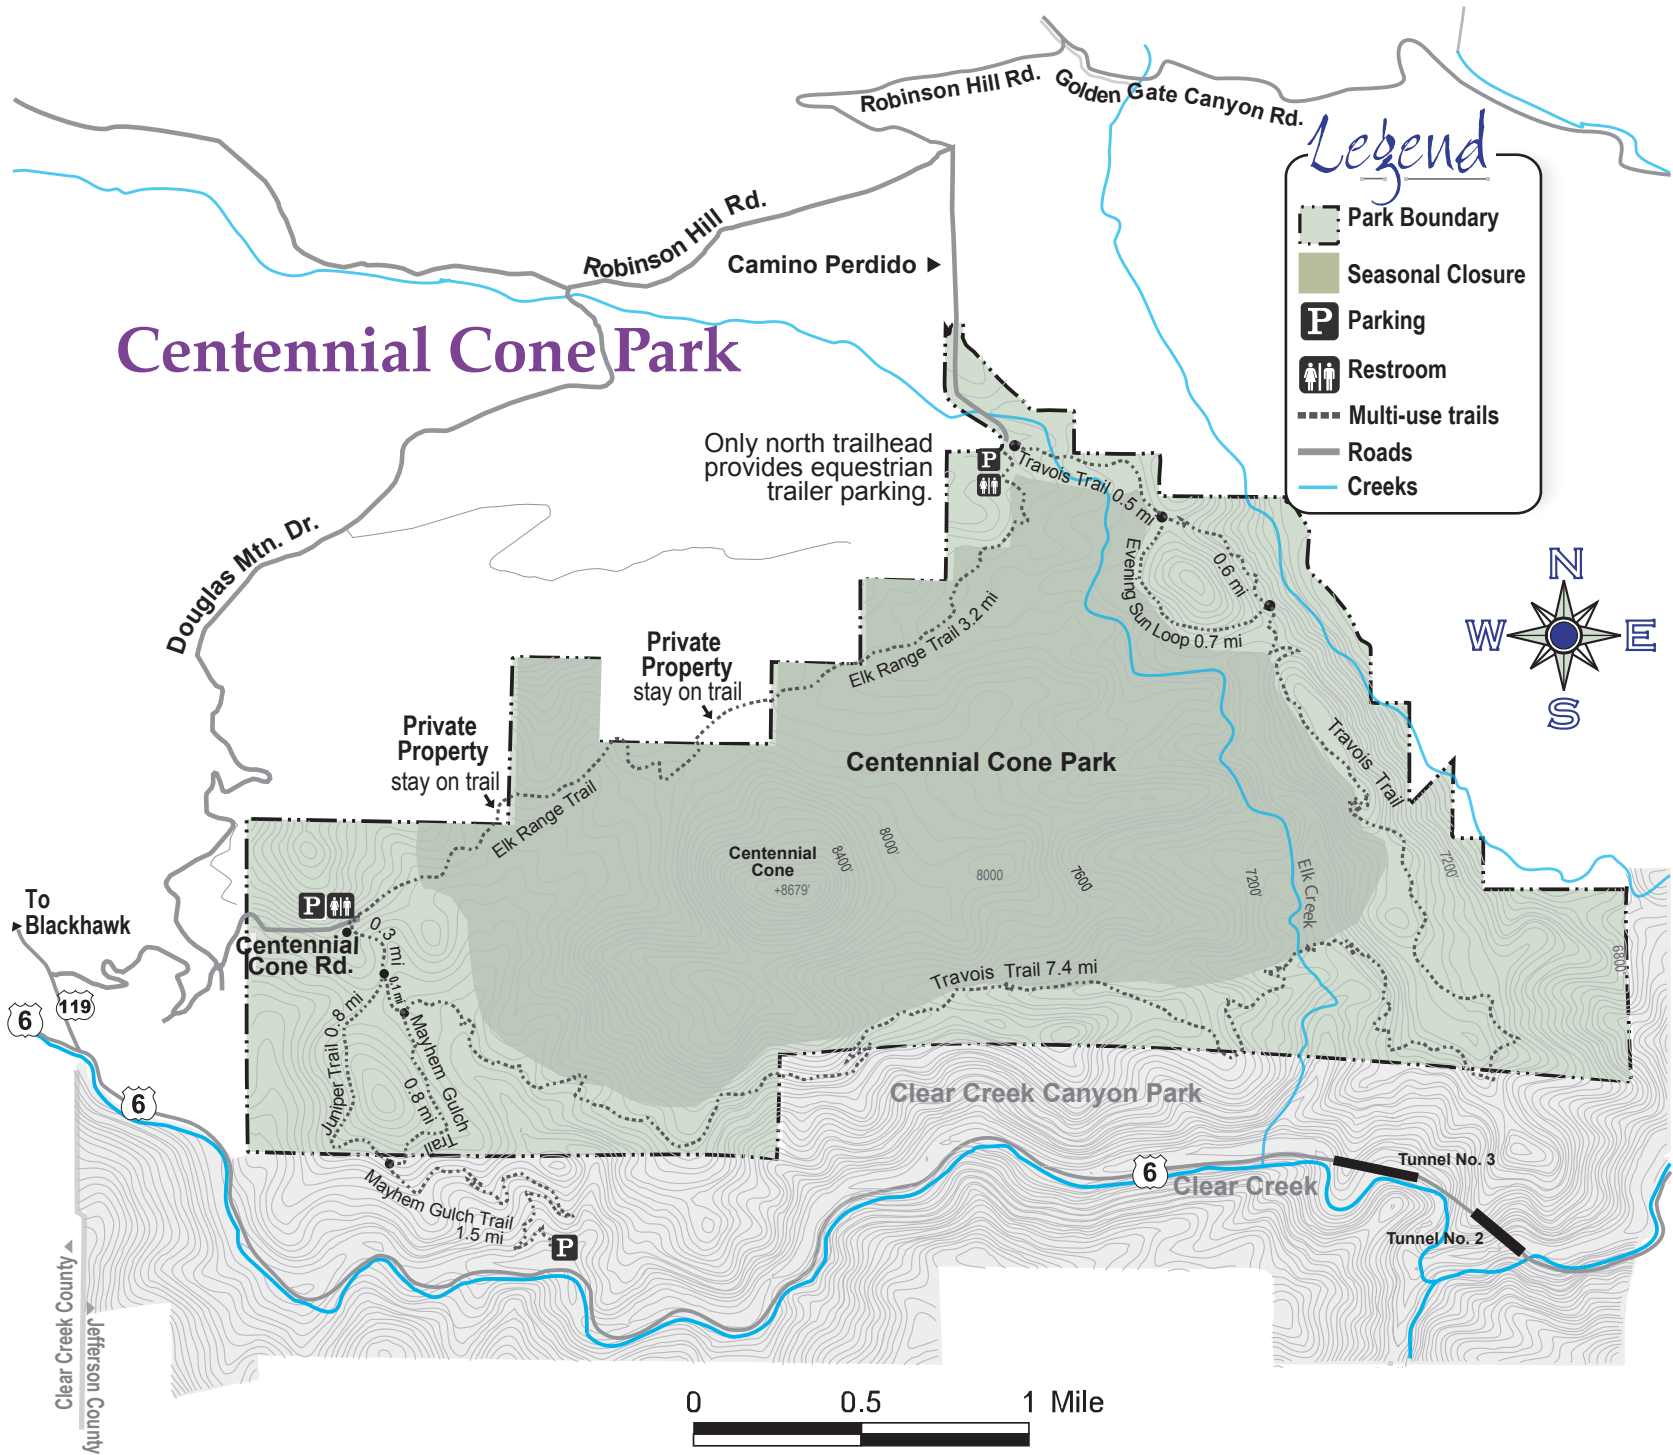 Robinson Hill Rd.
Golden Gate Canyon Rd.
Legend
Park Boundary
Seasonal Closure
P Parking
Restroom
Multi-use trails
Roads
Creeks
Robinson Hill Rd.
Camino Perdido
Centennial Cone Park
Only north trailhead
provides equestrian
trailer parking.
P
Travois Trail 0.5 mi
Evening Sun Loop 0.7 mi
0.6 mi
N
W E
S
Douglas Mtn. Dr.
Private
Property
stay on trail
Elk Range Trail 3.2 mi
Private
Property
stay on trail
Elk Range Trail
Centennial Cone Park
Travois Trail
Centennial
Cone
+8679'
8400'
8000'
8000
7600'
7200'
7200'
6800'
Elk Creek
To
Blackhawk
P
Centennial
Cone Rd.
0.3 mi
0.1 mi
Travois Trail 7.4 mi
6
119
6
Juniper Trail 0.8 mi
Mayhem Gulch
Trail
0.8 mi
Clear Creek Canyon Park
Mayhem Gulch Trail
1.5 mi
P
6
Clear Creek
Tunnel No. 3
Tunnel No. 2
Clear Creek County
Jefferson County
0 0.5 1 Mile